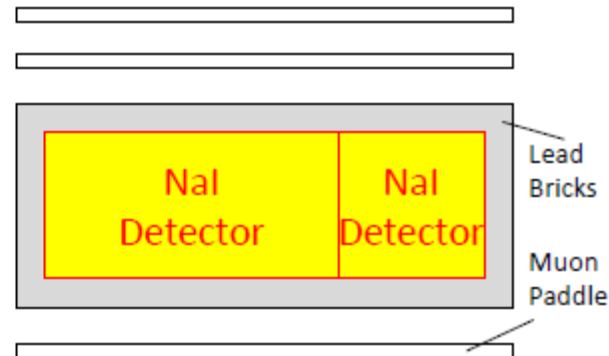 NaI
Detector
NaI
Detector
Lead
Bricks
Muon
Paddle